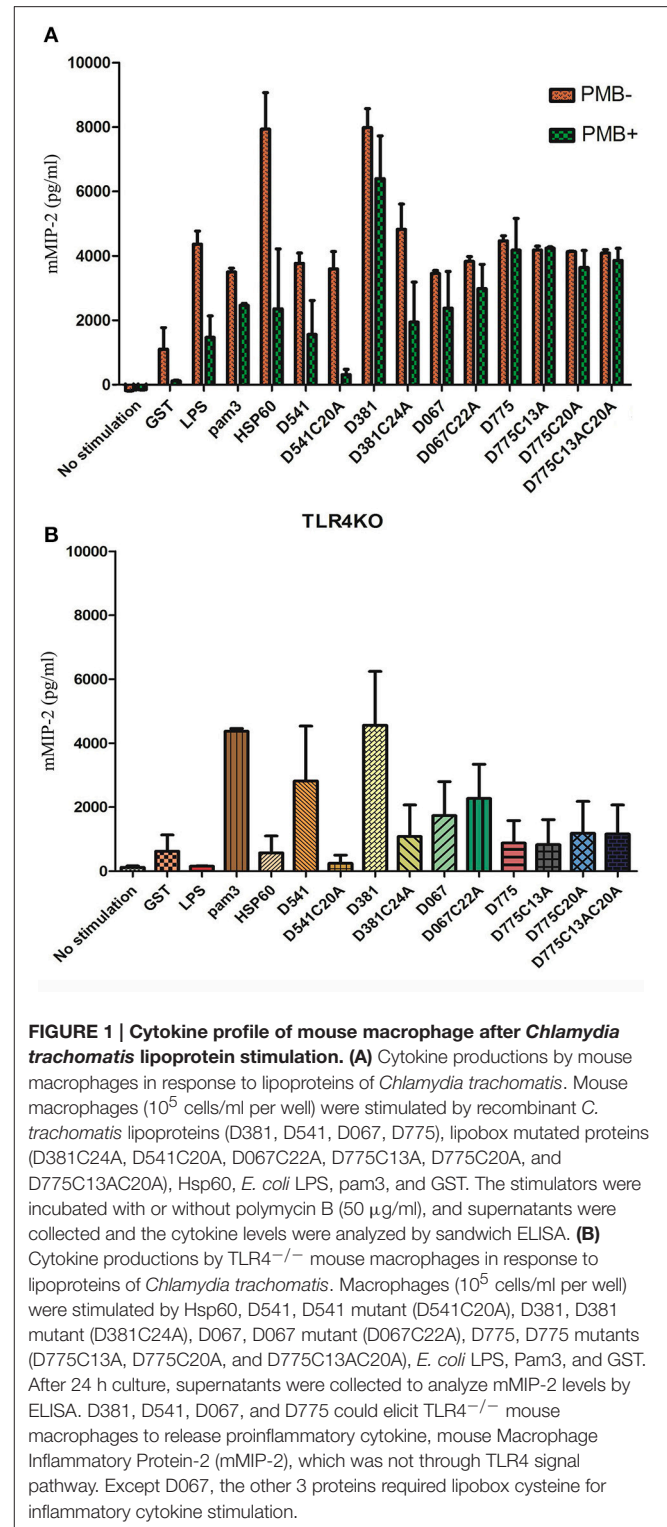 A
10000
8000
6000
4000
2000
0
mMIP-2 (pg/ml)
PMB-
PMB+
No stimulation
GST
LPS
pam3
HSP60
D541
D541C20A
D381
D381C24A
D067
D067C22A
D775
D775C13A
D775C20A
D775C13AC20A
TLR4KO
B
10000
8000
6000
4000
2000
0
mMIP-2 (pg/ml)
No stimulation
GST
LPS
pam3
HSP60
D541
D541C20A
D381
D381C24A
D067
D067C22A
D775
D775C13A
D775C20A
D775C13AC20A
FIGURE 1 | Cytokine profile of mouse macrophage after Chlamydia
trachomatis lipoprotein stimulation. (A) Cytokine productions by mouse
macrophages in response to lipoproteins of Chlamydia trachomatis. Mouse
macrophages (10⁵ cells/ml per well) were stimulated by recombinant C.
trachomatis lipoproteins (D381, D541, D067, D775), lipobox mutated proteins
(D381C24A, D541C20A, D067C22A, D775C13A, D775C20A, and
D775C13AC20A), Hsp60, E. coli LPS, pam3, and GST. The stimulators were
incubated with or without polymycin B (50 μg/ml), and supernatants were
collected and the cytokine levels were analyzed by sandwich ELISA. (B)
Cytokine productions by TLR4−/− mouse macrophages in response to
lipoproteins of Chlamydia trachomatis. Macrophages (10⁵ cells/ml per well)
were stimulated by Hsp60, D541, D541 mutant (D541C20A), D381, D381
mutant (D381C24A), D067, D067 mutant (D067C22A), D775, D775 mutants
(D775C13A, D775C20A, and D775C13AC20A), E. coli LPS, Pam3, and GST.
After 24 h culture, supernatants were collected to analyze mMIP-2 levels by
ELISA. D381, D541, D067, and D775 could elicit TLR4−/− mouse
macrophages to release proinflammatory cytokine, mouse Macrophage
Inflammatory Protein-2 (mMIP-2), which was not through TLR4 signal
pathway. Except D067, the other 3 proteins required lipobox cysteine for
inflammatory cytokine stimulation.